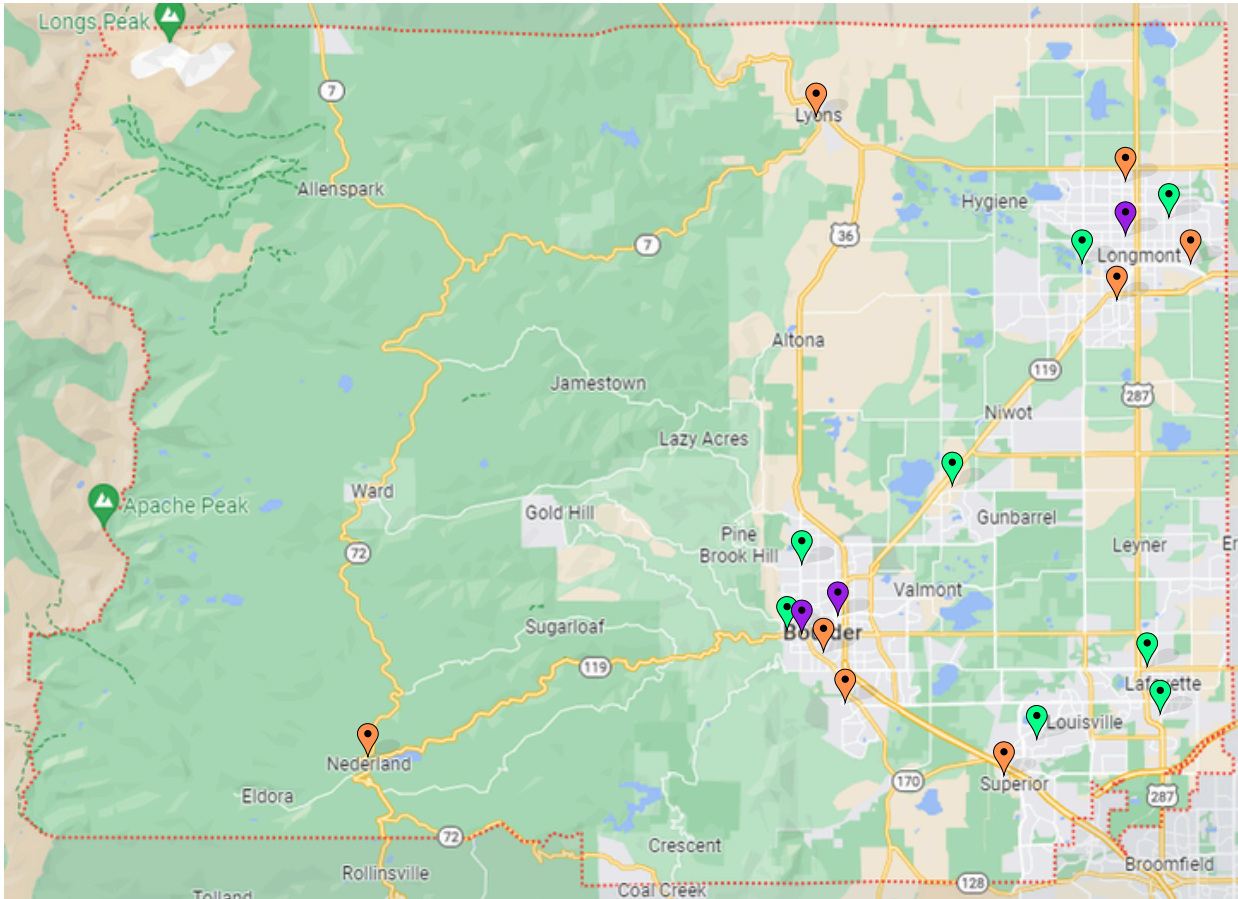 Longs Peak
7
Lyons
Allenspark
Hygiene
36
7
Longmont
Altona
119
Jamestown
287
Niwot
Lazy Acres
Ward
Apache Peak
Gold Hill
Gunbarrel
Pine
Brook Hill
Leyner
Er
72
Valmont
Sugarloaf
Boulder
119
Lafayette
Louisville
Nederland
170
Superior
Eldora
287
72
Crescent
Broomfield
Rollinsville
128
Coal Creek
Tolland